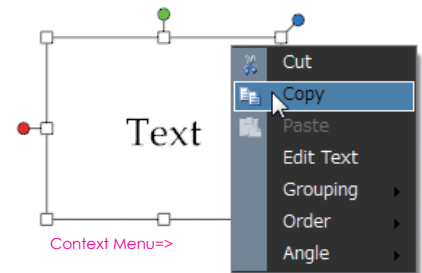 Text
Cut
Copy
Paste
Edit Text
Grouping
Order
Angle
Context Menu=>